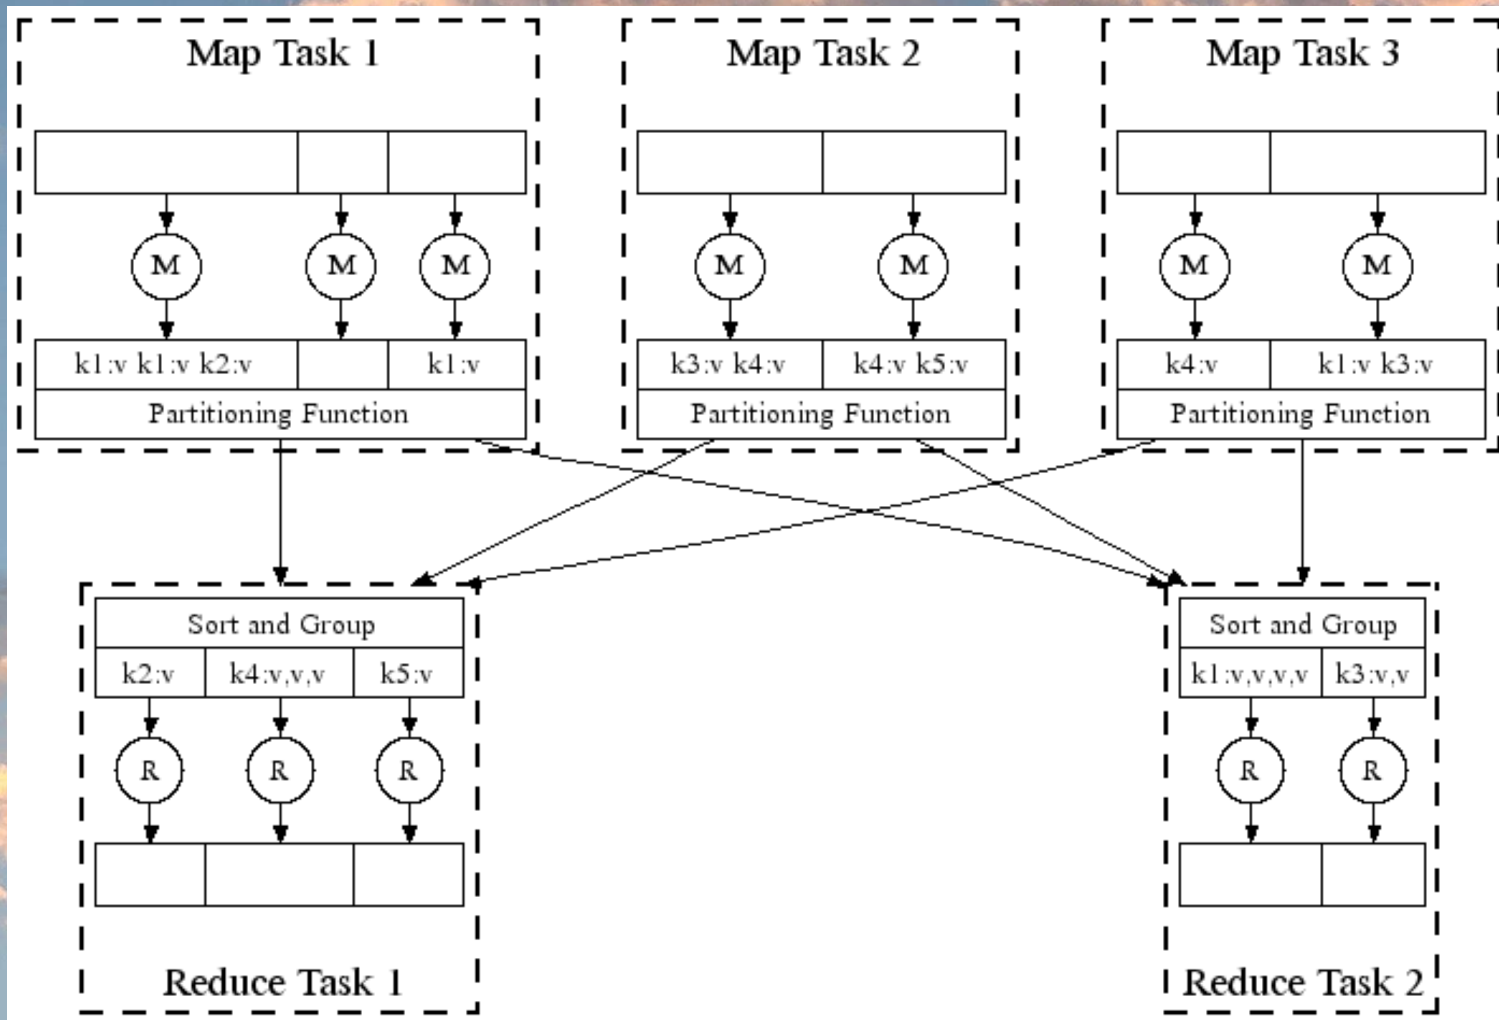 Map Task 1
Map Task 2
Map Task 3
M
M
M
M
M
M
M
k1:v k1:v k2:v
k1:v
k3:v k4:v
k4:v k5:v
k4:v
k1:v k3:v
Partitioning Function
Partitioning Function
Partitioning Function
Sort and Group
k2:v
k4:v,v,v
k5:v
R
R
R
Reduce Task 1
Sort and Group
k1:v,v,v,v
k3:v,v
R
R
Reduce Task 2